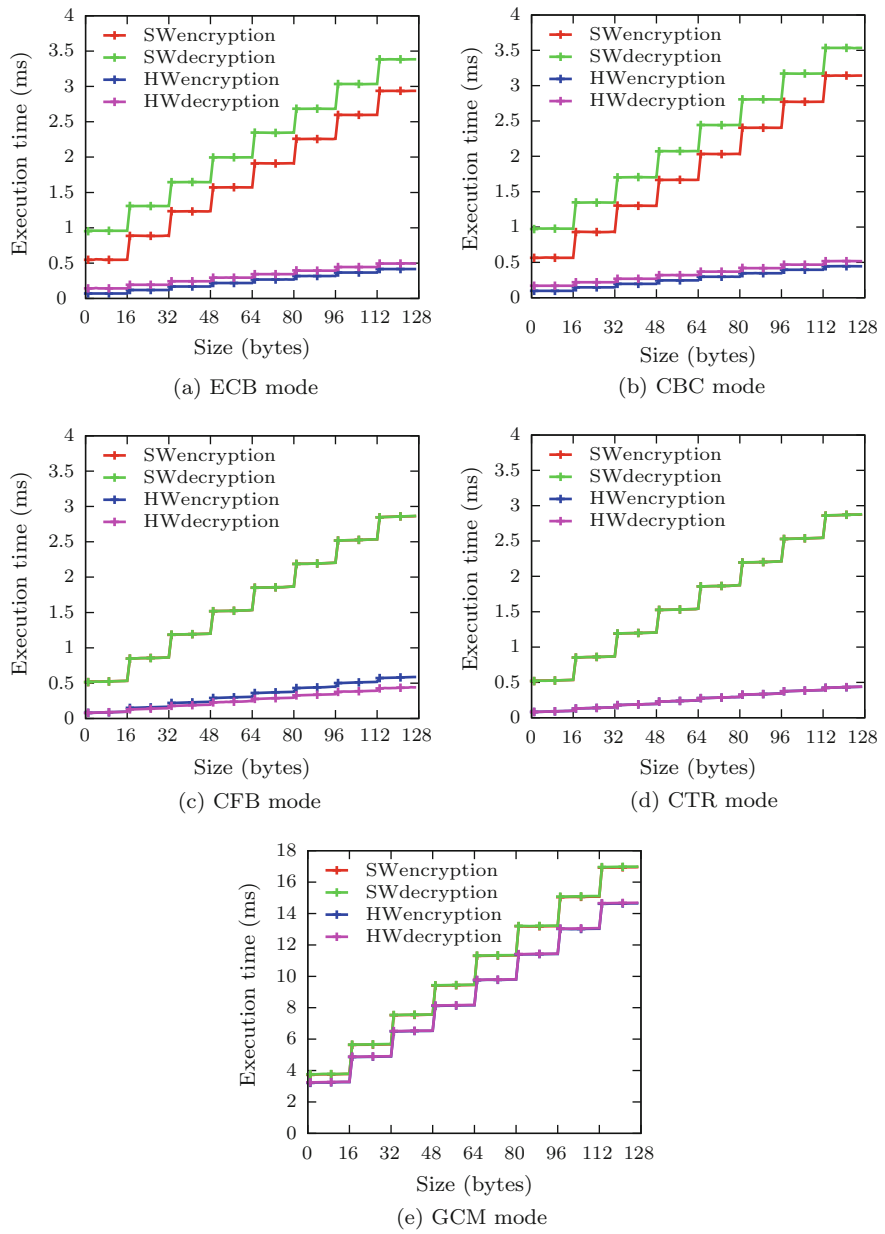 4
3.5
3
2.5
2
1.5
1
0.5
0
Execution time (ms)
SWencryption
SWdecryption
HWencryption
HWdecryption
0 16 32 48 64 80 96 112 128
Size (bytes)
(a) ECB mode
4
3.5
3
2.5
2
1.5
1
0.5
0
Execution time (ms)
SWencryption
SWdecryption
HWencryption
HWdecryption
0 16 32 48 64 80 96 112 128
Size (bytes)
(b) CBC mode
4
3.5
3
2.5
2
1.5
1
0.5
0
Execution time (ms)
SWencryption
SWdecryption
HWencryption
HWdecryption
0 16 32 48 64 80 96 112 128
Size (bytes)
(c) CFB mode
4
3.5
3
2.5
2
1.5
1
0.5
0
Execution time (ms)
SWencryption
SWdecryption
HWencryption
HWdecryption
0 16 32 48 64 80 96 112 128
Size (bytes)
(d) CTR mode
18
16
14
12
10
8
6
4
2
0
Execution time (ms)
SWencryption
SWdecryption
HWencryption
HWdecryption
0 16 32 48 64 80 96 112 128
Size (bytes)
(e) GCM mode